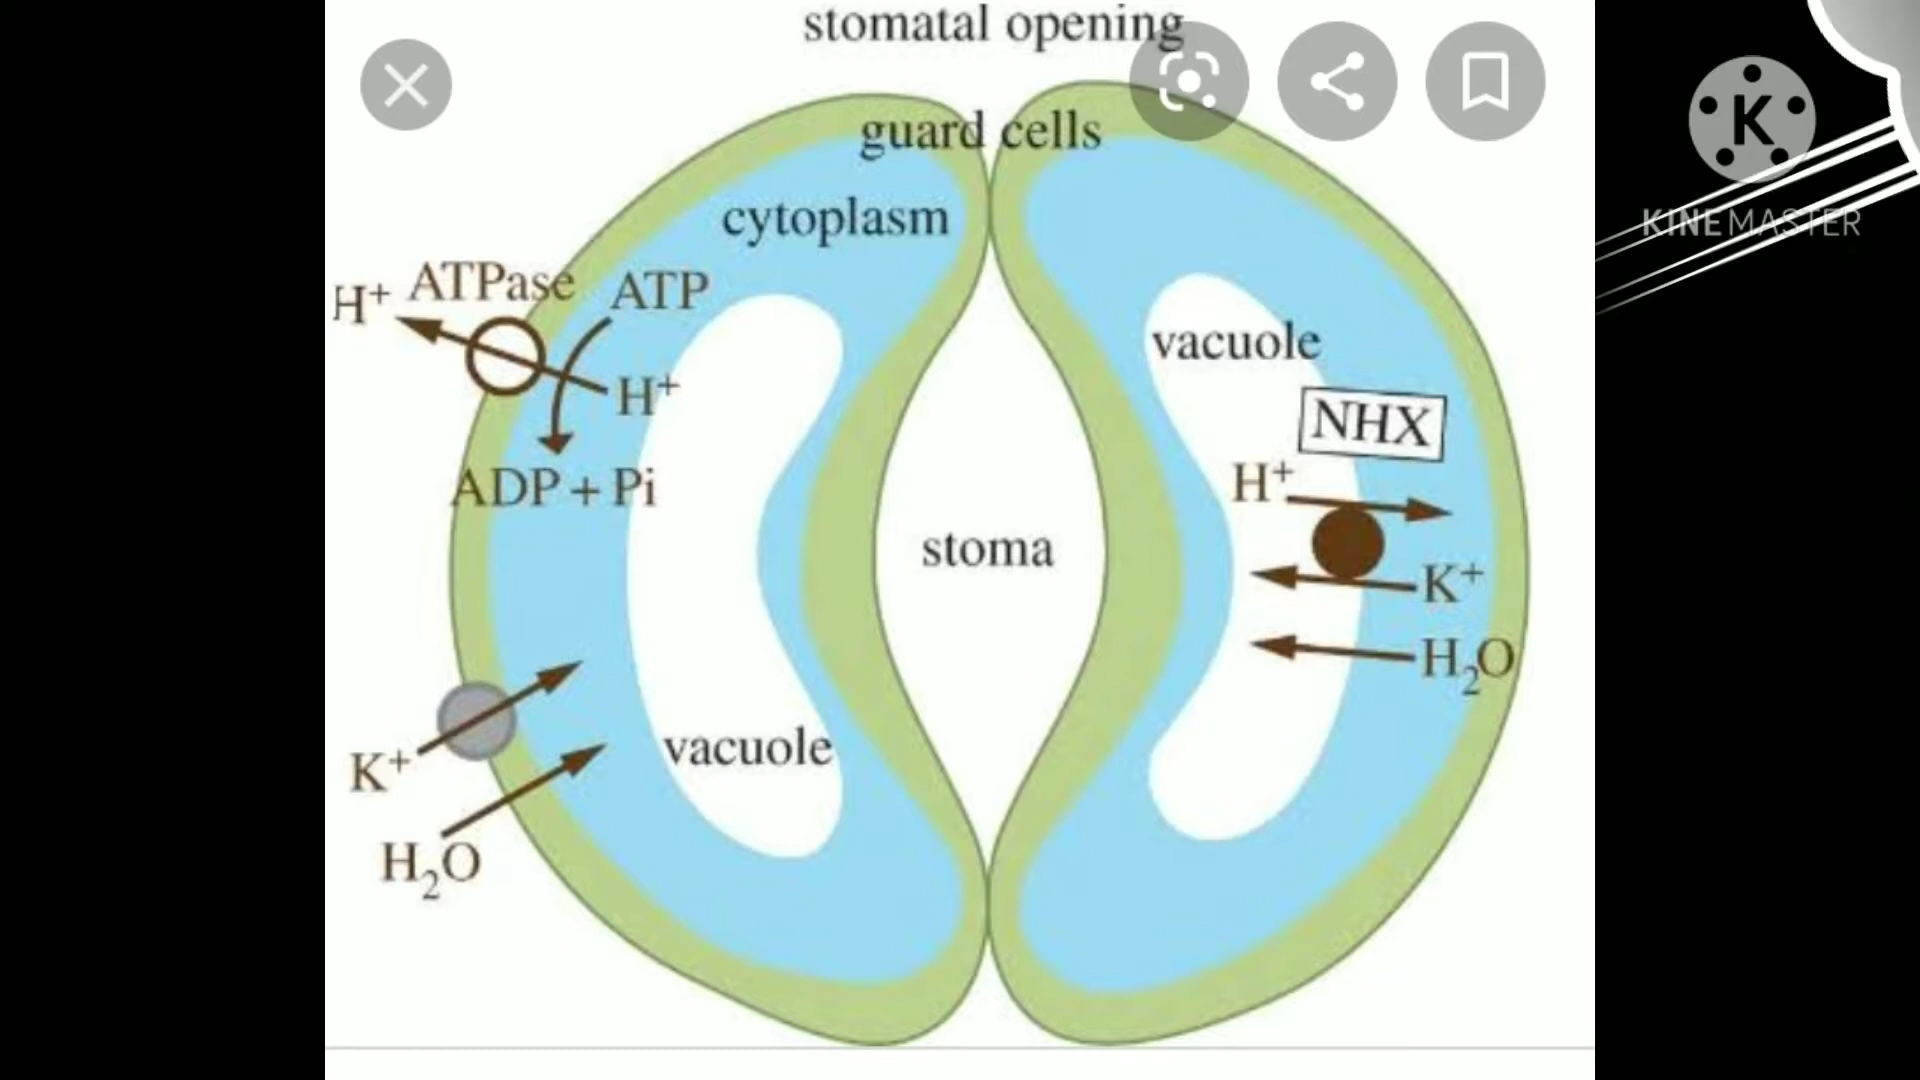 stomatal opening
guard cells
cytoplasm
H⁺ ATPase ATP
H⁺
ADP + Pi
vacuole
K⁺
H₂O
stoma
vacuole
NHX
H⁺
K⁺
H₂O
K
KINEMASTER